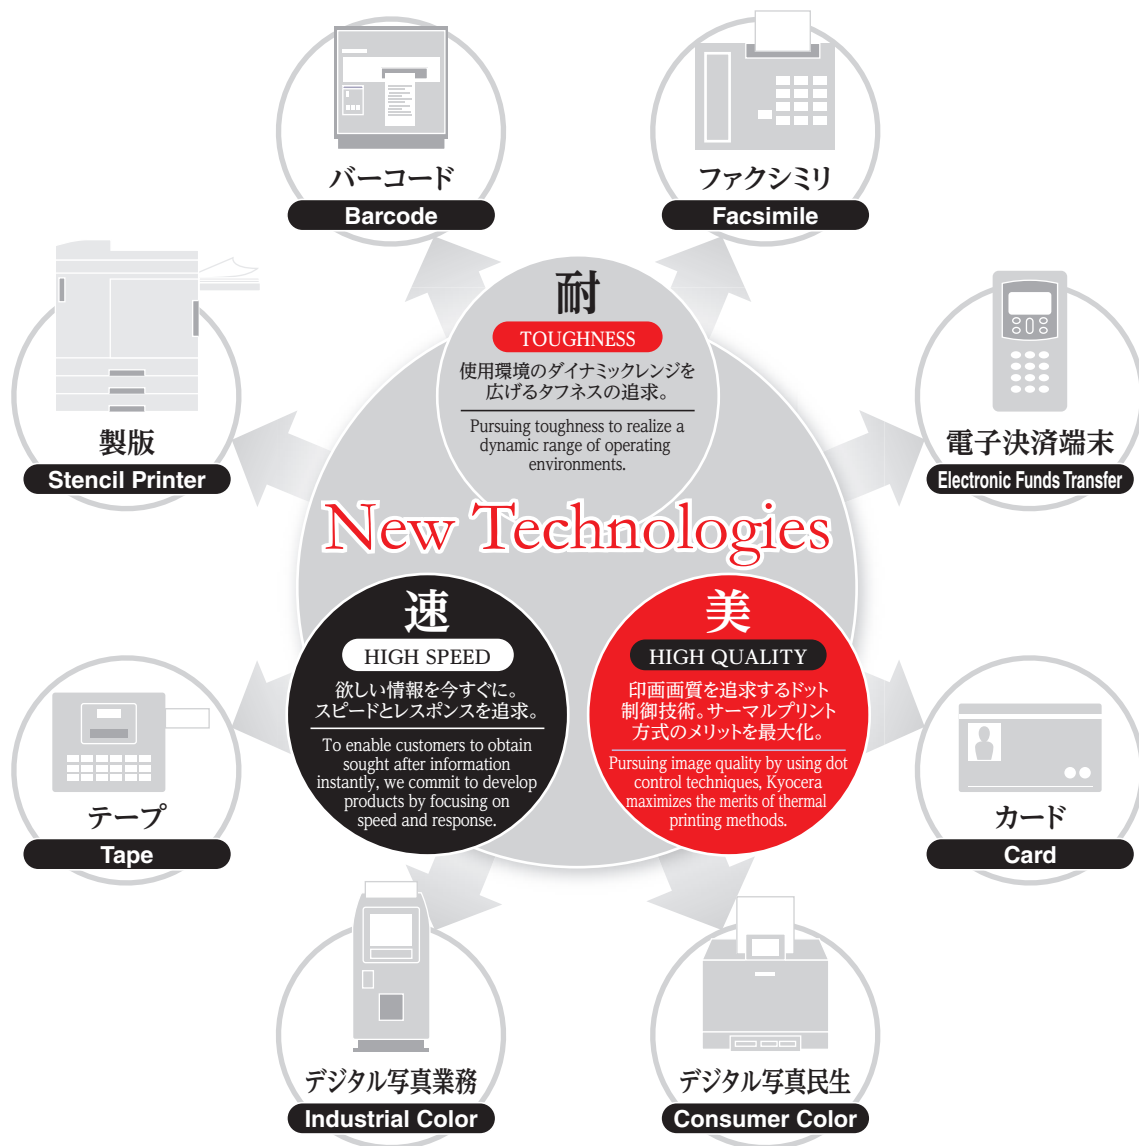 バーコード
Barcode
ファクシミリ
Facsimile
耐
TOUGHNESS
使用環境のダイナミックレンジを
広げるタフネスの追求。
Pursuing toughness to realize a
dynamic range of operating
environments.
製版
Stencil Printer
電子決済端末
Electronic Funds Transfer
New Technologies
速
HIGH SPEED
欲しい情報を今すぐに。
スピードとレスポンスを追求。
To enable customers to obtain
sought after information
instantly, we commit to develop
products by focusing on
speed and response.
美
HIGH QUALITY
印画画質を追求するドット
制御技術。サーマルプリント
方式のメリットを最大化。
Pursuing image quality by using dot
control techniques, Kyocera
maximizes the merits of thermal
printing methods.
テープ
Tape
カード
Card
デジタル写真業務
Industrial Color
デジタル写真民生
Consumer Color